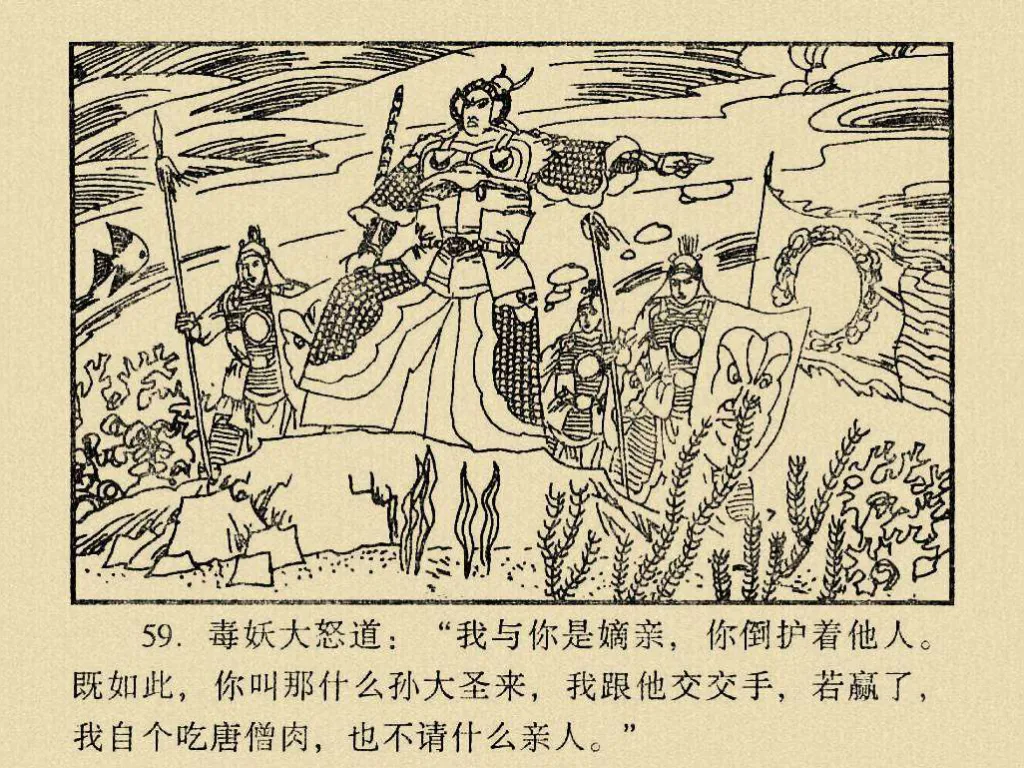 59. 毒妖大怒道：“我与你是嫡亲，你倒护着他人。
既如此，你叫那什么孙大圣来，我跟他交交手，若赢了，
我自个吃唐僧肉，也不请什么亲人。”